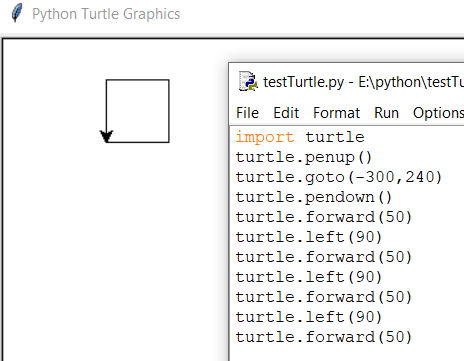 Python Turtle Graphics
testTurtle.py - E:\python\testTu
File Edit Format Run Options
import turtle
turtle.penup()
turtle.goto(-300,240)
turtle.pendown()
turtle.forward(50)
turtle.left(90)
turtle.forward(50)
turtle.left(90)
turtle.forward(50)
turtle.left(90)
turtle.forward(50)